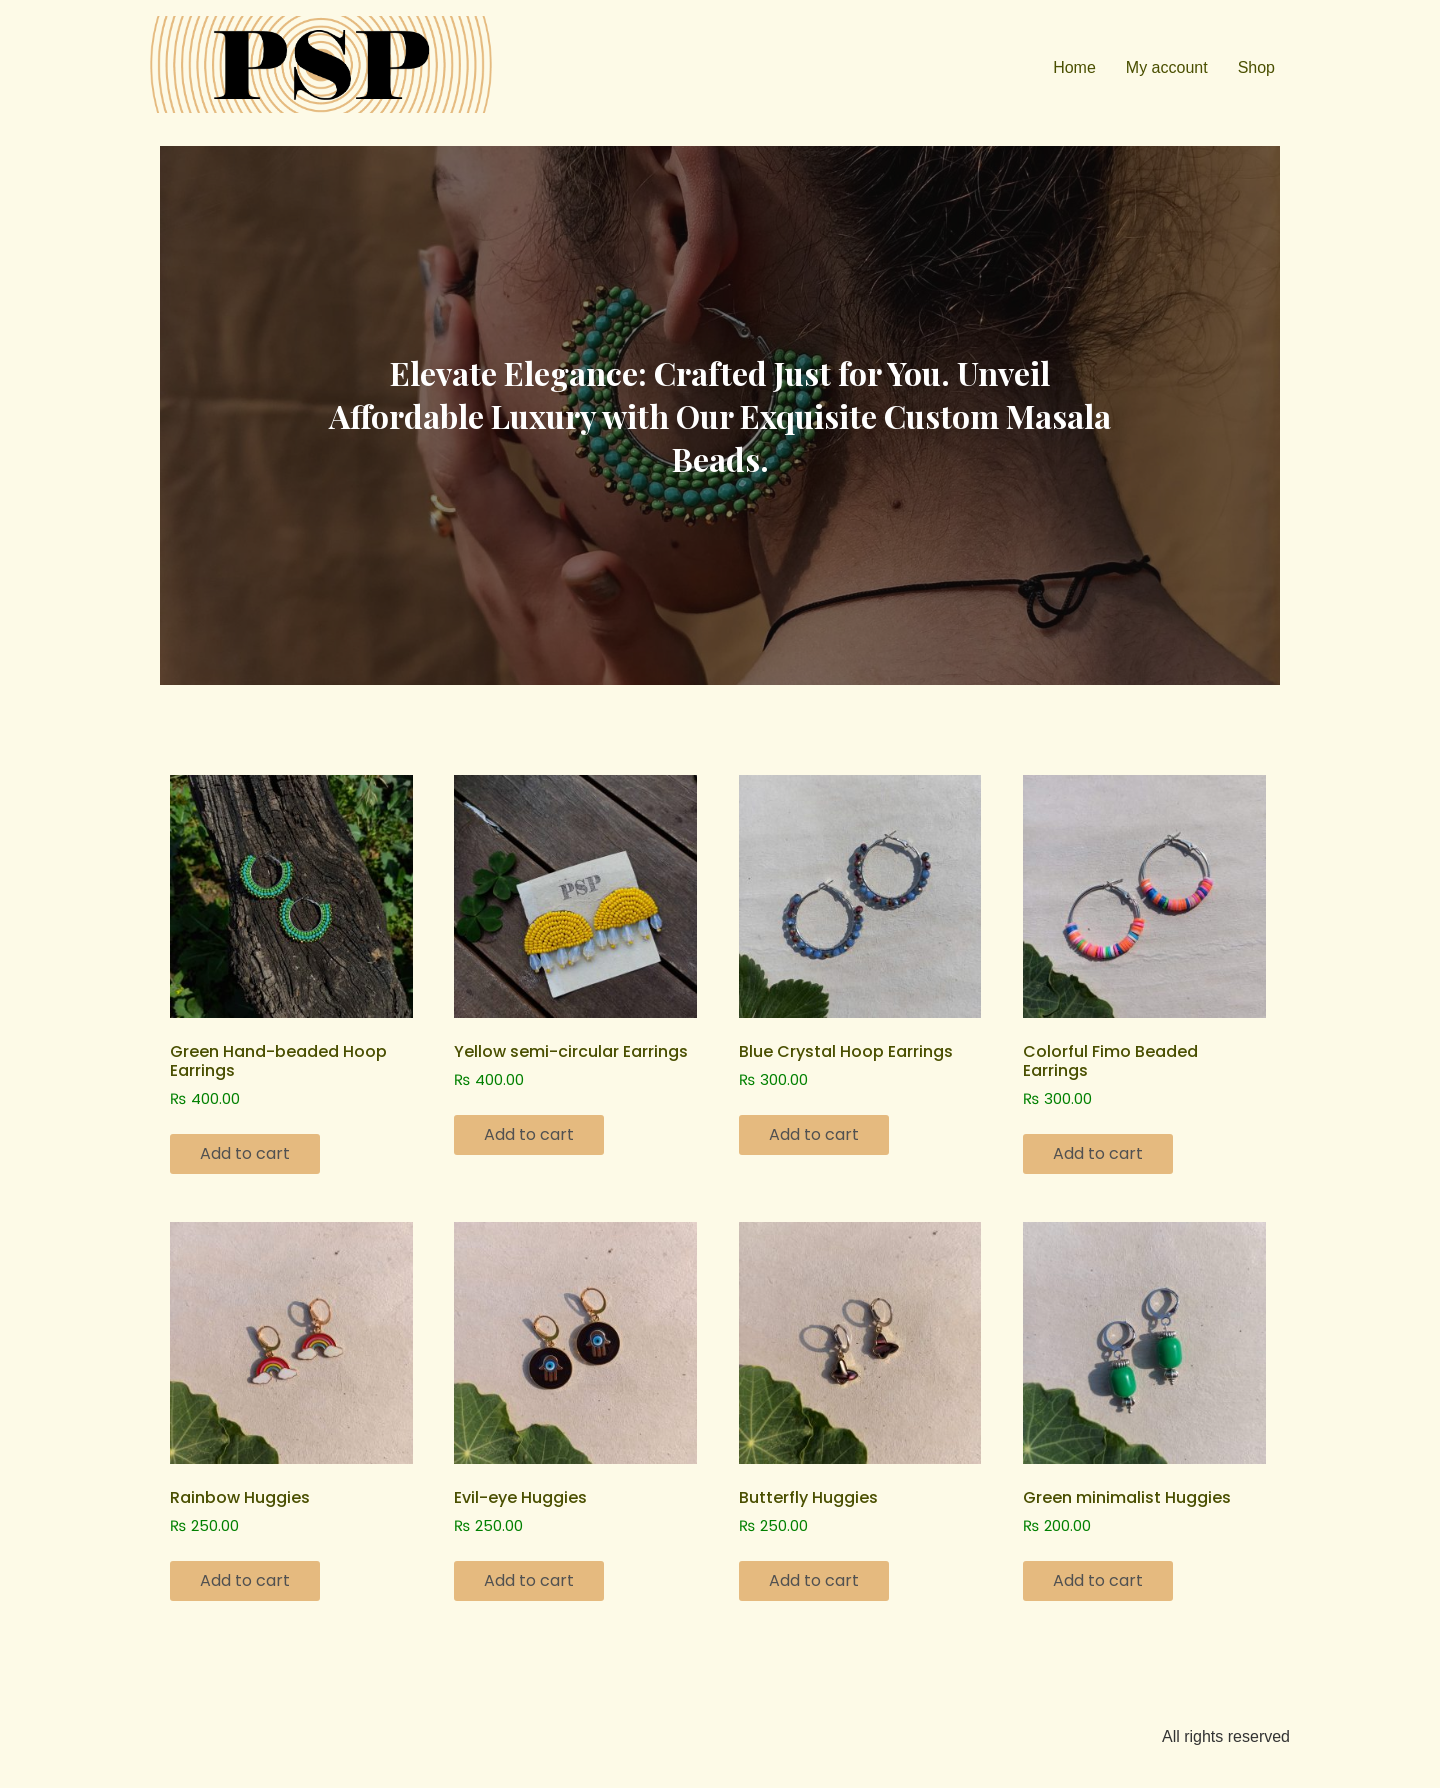 PSP
Home My account Shop
Elevate Elegance: Crafted Just for You. Unveil
Affordable Luxury with Our Exquisite Custom Masala
Beads.
PSP
Green Hand-beaded Hoop
Earrings
₨ 400.00
Add to cart
Yellow semi-circular Earrings
₨ 400.00
Add to cart
Blue Crystal Hoop Earrings
₨ 300.00
Add to cart
Colorful Fimo Beaded
Earrings
₨ 300.00
Add to cart
Rainbow Huggies
₨ 250.00
Add to cart
Evil-eye Huggies
₨ 250.00
Add to cart
Butterfly Huggies
₨ 250.00
Add to cart
Green minimalist Huggies
₨ 200.00
Add to cart
All rights reserved